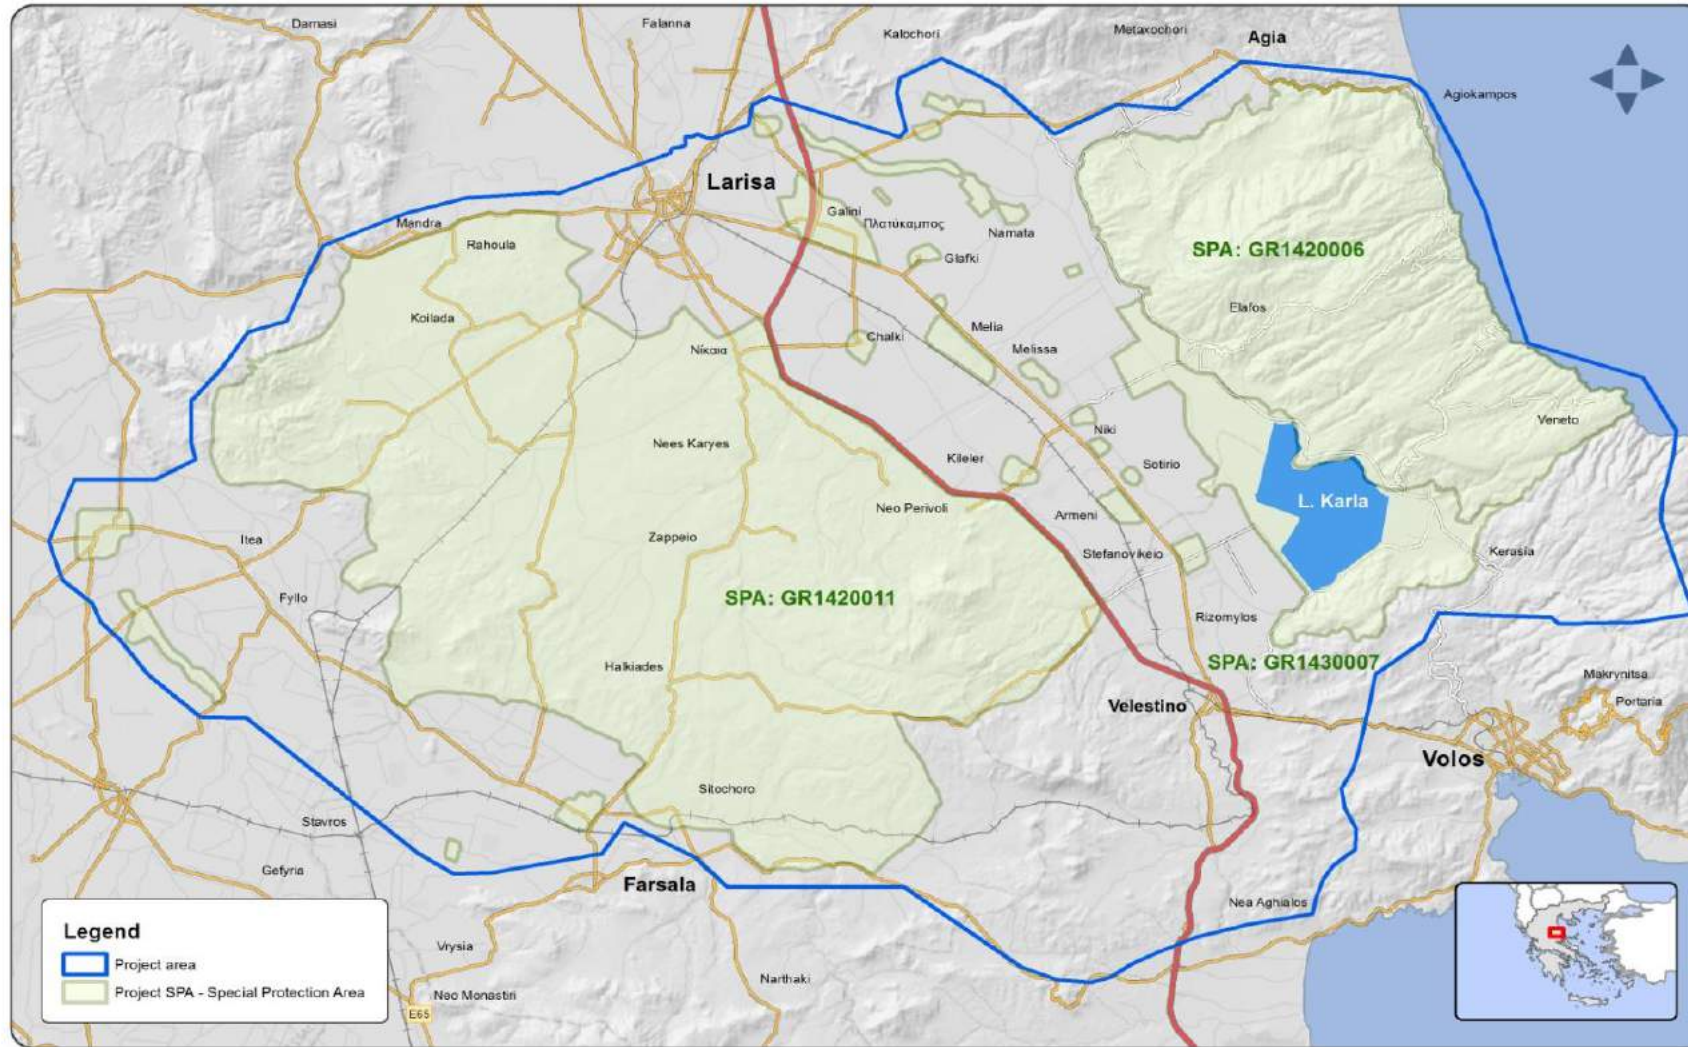 Damasi
Falanna
Kalochori
Metaxochori
Agia
Agiokampos
Larisa
Mandra
Rahoula
Galini
Πλατύκαμπος
Namata
Glafki
SPA: GR1420006
Elafos
Koilada
Νίκαια
Chalki
Melia
Melissa
Veneto
Nees Karyes
Kileler
Niki
Sotirio
L. Karla
Neo Perivoli
Armeni
Itea
Zappeio
Stefanovikeio
Kerasia
Fyllo
SPA: GR1420011
Rizomylos
Halkiades
SPA: GR1430007
Makrynitsa
Portaria
Velestino
Volos
Sitochoro
Stavros
Gefyria
Farsala
Nea Aghialos
Legend
Project area
Project SPA - Special Protection Area
Vrysia
Narthaki
Neo Monastiri
E65